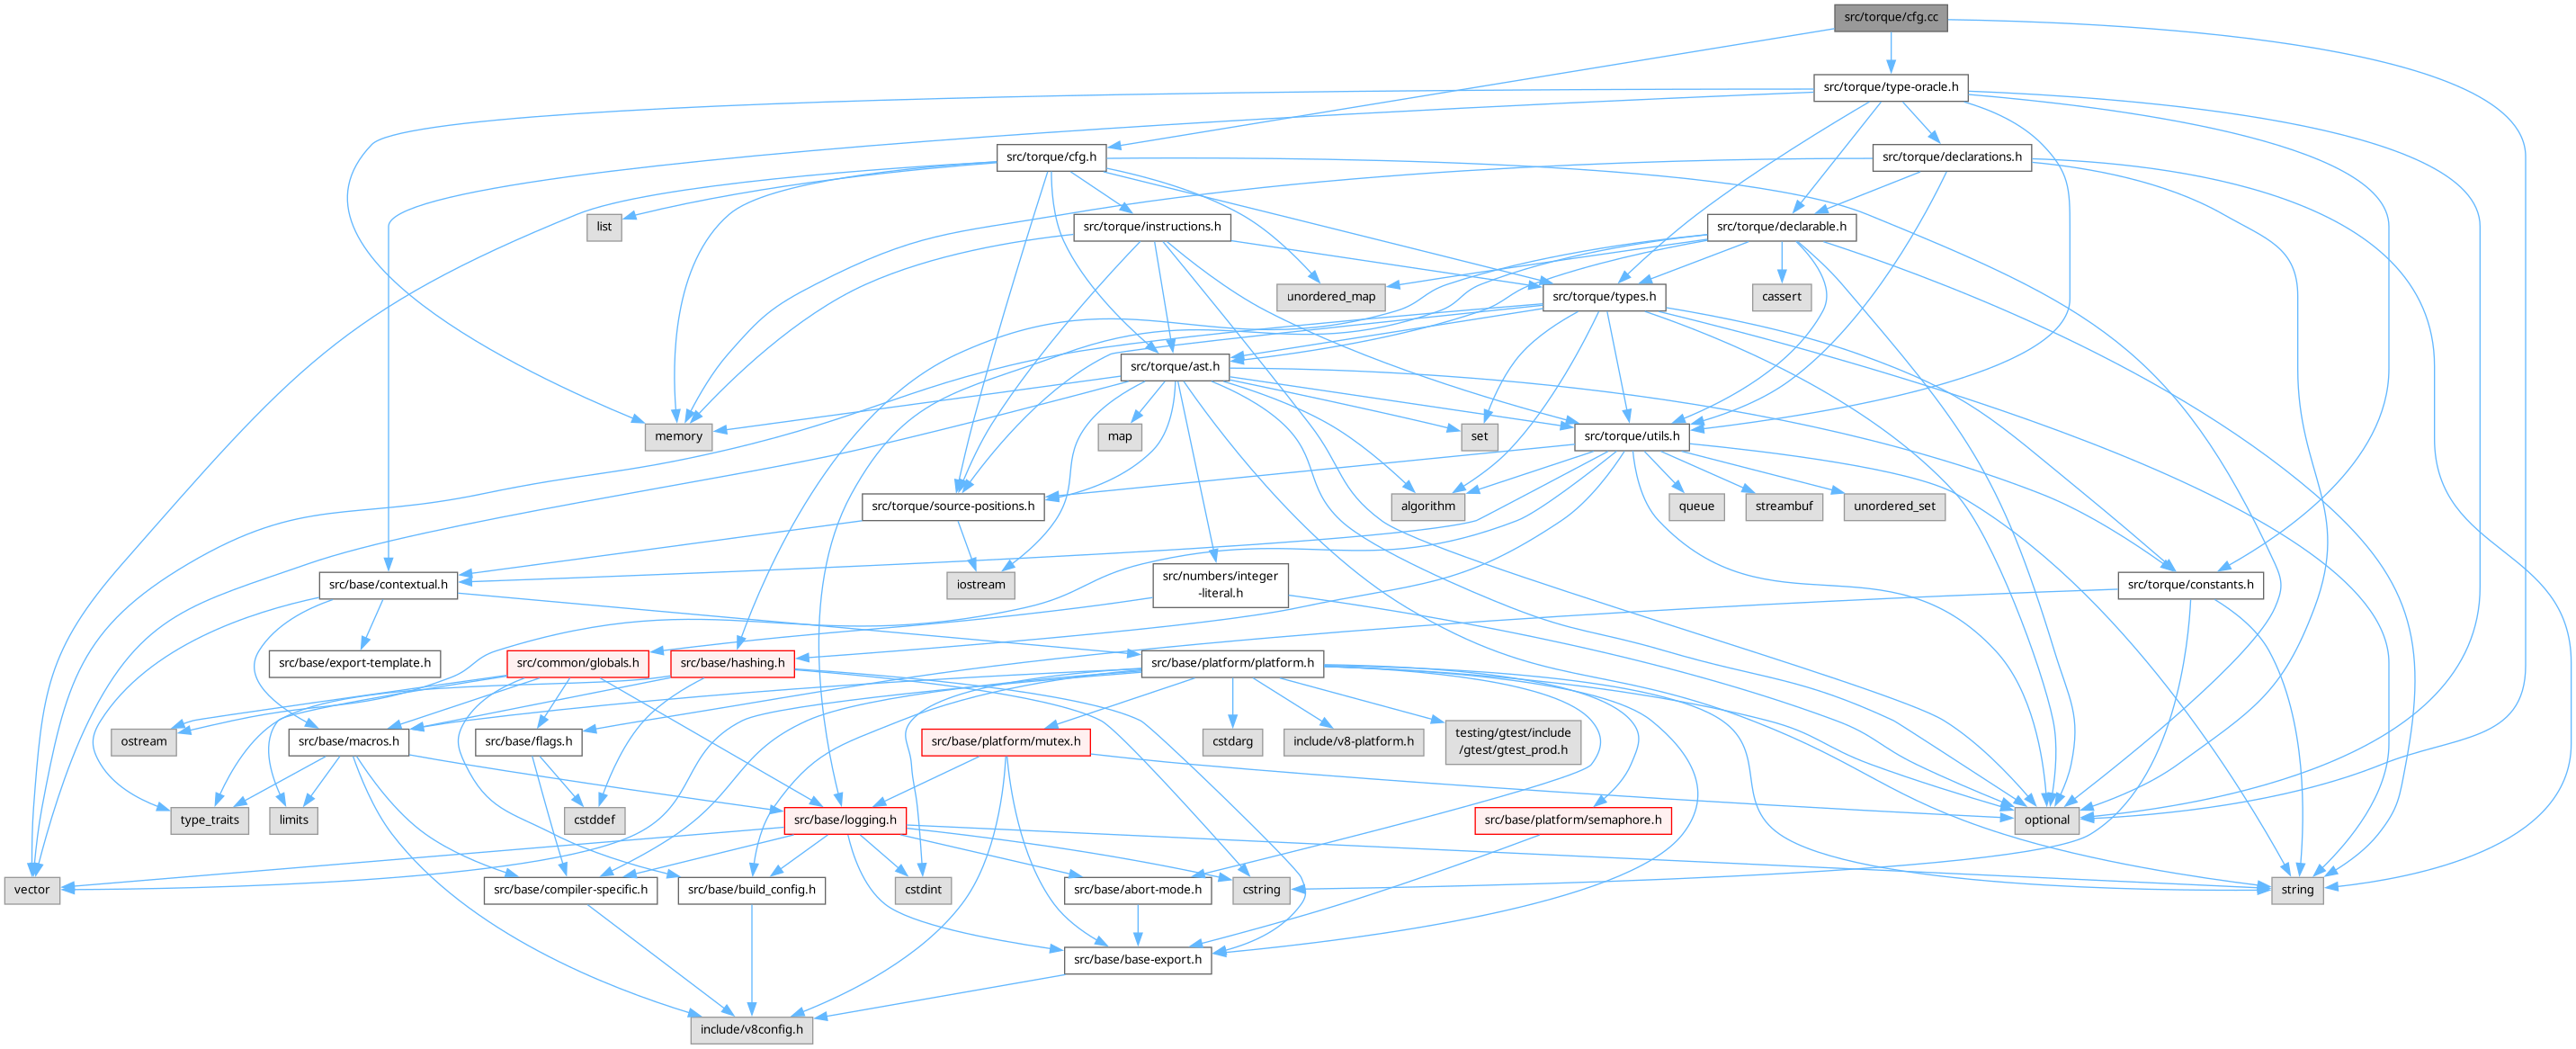 src/torque/cfg.cc
src/torque/type-oracle.h
src/torque/cfg.h
src/torque/declarations.h
list
src/torque/instructions.h
src/torque/declarable.h
unordered_map
src/torque/types.h
cassert
src/torque/ast.h
memory
map
set
src/torque/utils.h
src/torque/source-positions.h
algorithm
queue
streambuf
unordered_set
src/base/contextual.h
iostream
src/numbers/integer
-literal.h
src/torque/constants.h
src/base/export-template.h
src/common/globals.h
src/base/hashing.h
src/base/platform/platform.h
ostream
src/base/macros.h
src/base/flags.h
src/base/platform/mutex.h
cstdarg
include/v8-platform.h
testing/gtest/include
/gtest/gtest_prod.h
type_traits
limits
cstddef
src/base/logging.h
src/base/platform/semaphore.h
optional
vector
src/base/compiler-specific.h
src/base/build_config.h
cstdint
src/base/abort-mode.h
cstring
string
src/base/base-export.h
include/v8config.h